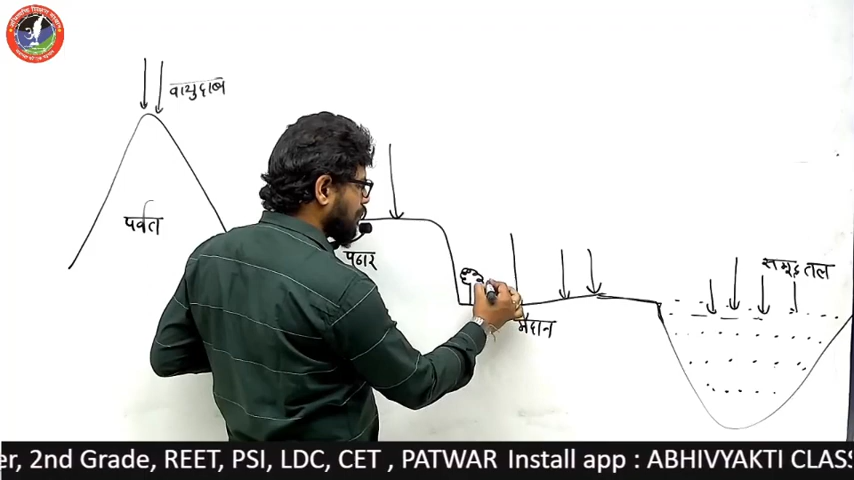 वायुदाब
पर्वत
पठार
मैदान
समुद्र तल
er, 2nd Grade, REET, PSI, LDC, CET , PATWAR Install app : ABHIVYAKTI CLASS